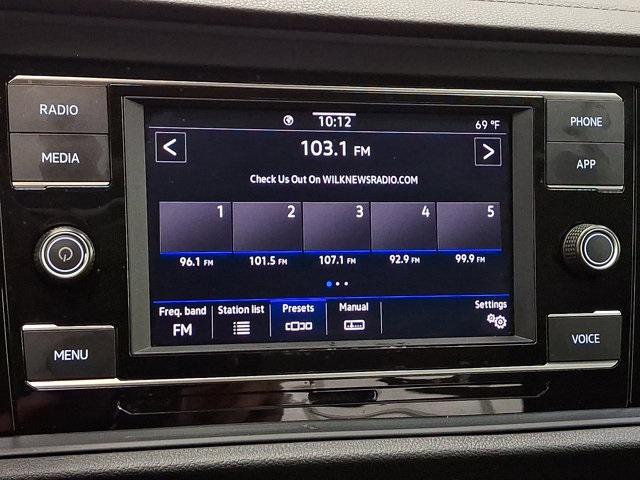 RADIO
MEDIA
MENU
10:12
69 °F
103.1 FM
Check Us Out On WILKNEWSRADIO.COM
1 2 3 4 5
96.1 FM 101.5 FM 107.1 FM 92.9 FM 99.9 FM
Freq. band Station list Presets Manual Settings
FM
PHONE
APP
VOICE